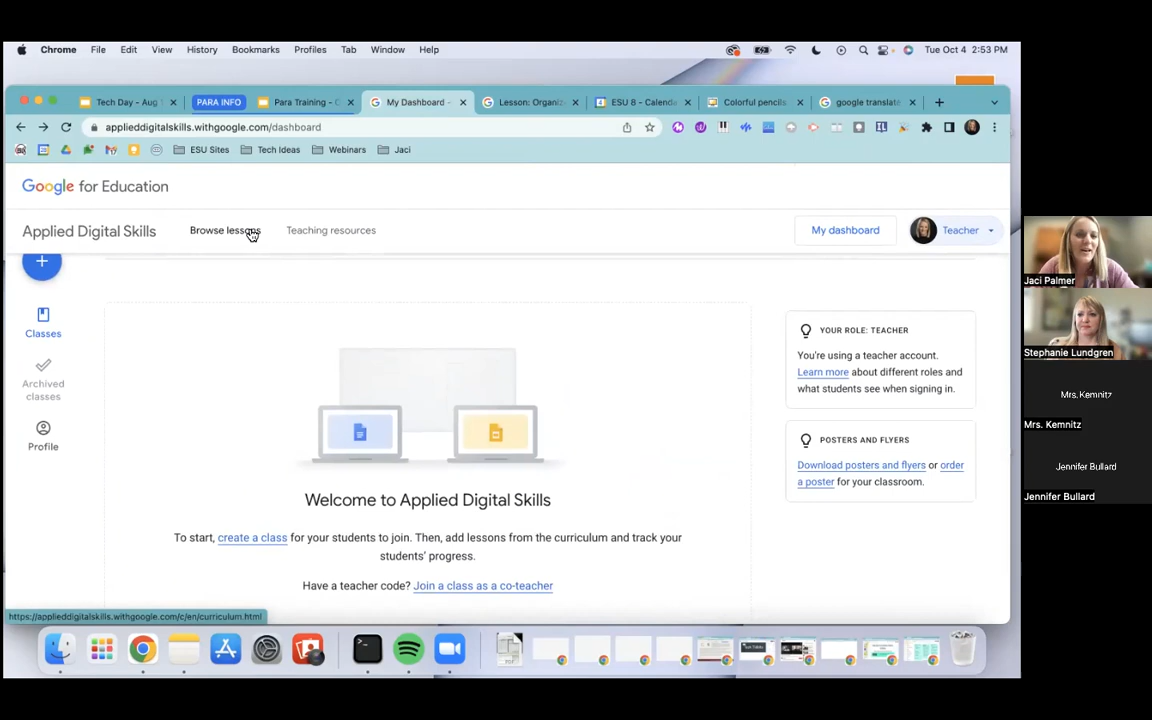 Chrome File Edit View History Bookmarks Profiles Tab Window Help Tue Oct 4 2:53 PM
Tech Day - Aug PARA INFO Para Training - C My Dashboard - Lesson: Organiz ESU 8 - Calenda Colorful pencils google translate
applieddigitalskills.withgoogle.com/dashboard
ESU Sites Tech Ideas Webinars Jaci
Google for Education
Applied Digital Skills Browse lessons Teaching resources My dashboard Teacher
Classes
Archived
classes
Profile
Welcome to Applied Digital Skills
To start, create a class for your students to join. Then, add lessons from the curriculum and track your
students' progress.
Have a teacher code? Join a class as a co-teacher
YOUR ROLE: TEACHER
You're using a teacher account.
Learn more about different roles and
what students see when signing in.
POSTERS AND FLYERS
Download posters and flyers or order
a poster for your classroom.
https://applieddigitalskills.withgoogle.com/c/en/curriculum.html
Jaci Palmer
Stephanie Lundgren
Mrs. Kemnitz
Mrs. Kemnitz
Jennifer Bullard
Jennifer Bullard